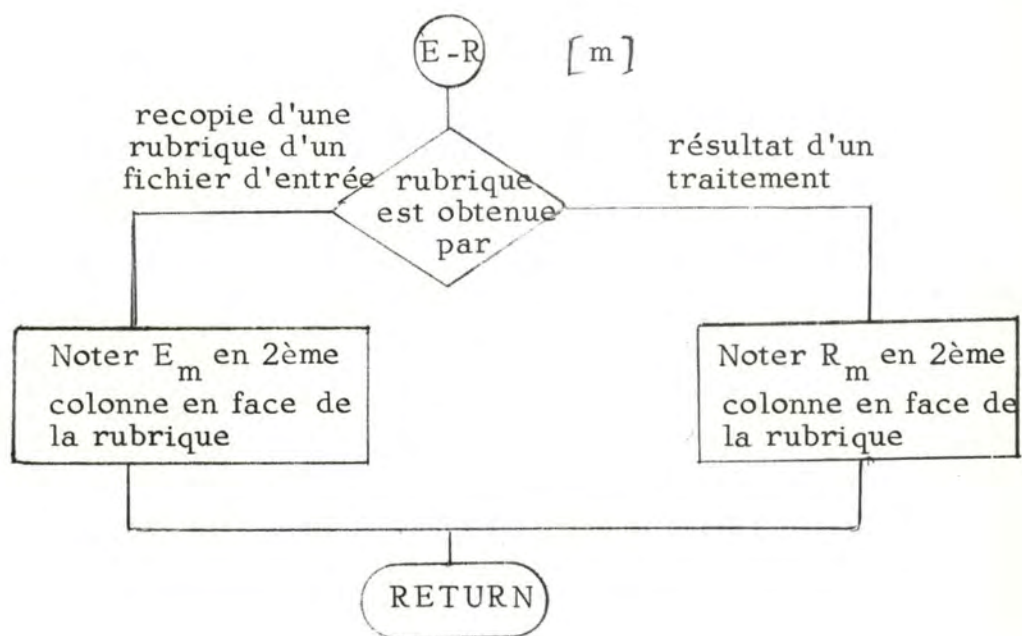 E-R [m]
recopie d'une
rubrique d'un
fichier d'entrée
rubrique
est obtenue
par
résultat d'un
traitement
Noter E_m en 2ème
colonne en face de
la rubrique
Noter R_m en 2ème
colonne en face de
la rubrique
RETURN